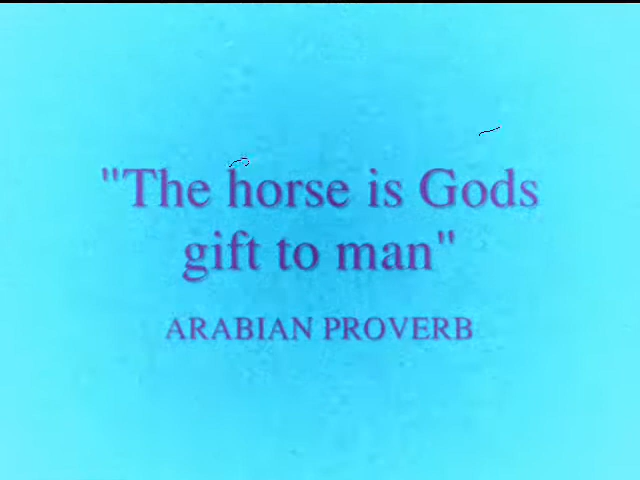 "The horse is Gods
gift to man"
ARABIAN PROVERB